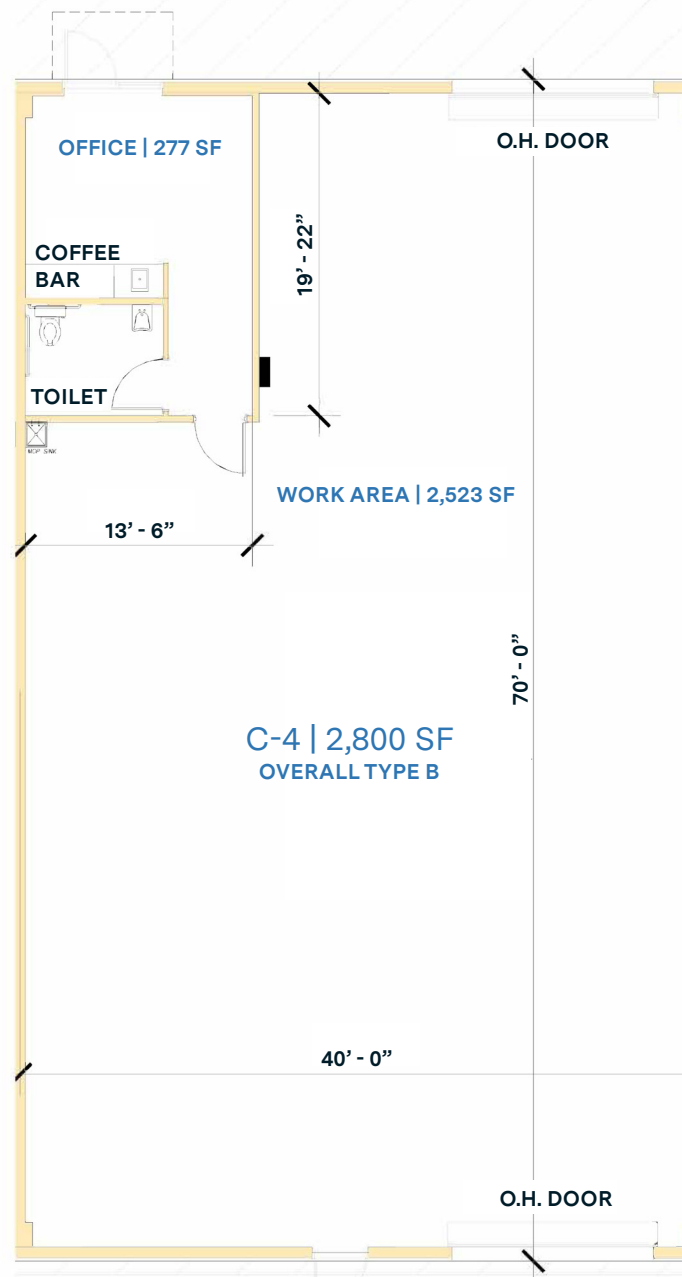 OFFICE | 277 SF
O.H. DOOR
19’ - 22”
COFFEE
BAR
TOILET
MOP SINK
WORK AREA | 2,523 SF
13’ - 6”
70’ - 0”
C-4 | 2,800 SF
OVERALL TYPE B
40’ - 0”
O.H. DOOR